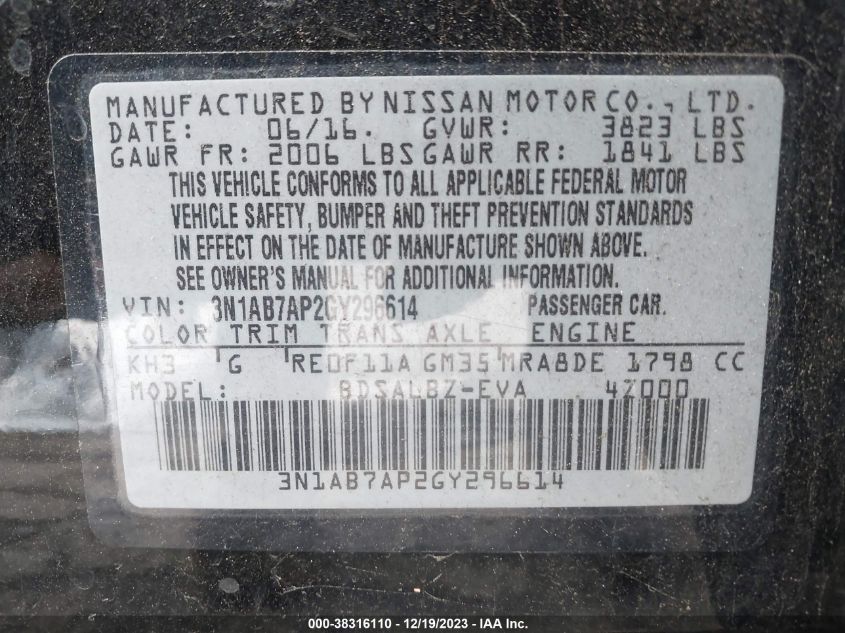 MANUFACTURED BY NISSAN MOTOR CO., LTD.
DATE: 06/16. GVWR: 3823 LBS
GAWR FR: 2006 LBS GAWR RR: 1841 LBS
THIS VEHICLE CONFORMS TO ALL APPLICABLE FEDERAL MOTOR
VEHICLE SAFETY, BUMPER AND THEFT PREVENTION STANDARDS
IN EFFECT ON THE DATE OF MANUFACTURE SHOWN ABOVE.
SEE OWNER'S MANUAL FOR ADDITIONAL INFORMATION.
VIN: 3N1AB7AP2GY296614 PASSENGER CAR.
COLOR TRIM TRANS AXLE ENGINE
KH3 G RE0F11A GM35 MRA8DE 1798 CC
MODEL: BDSALBZ-EVA 4Z000
3N1AB7AP2GY296614
000-38316110 - 12/19/2023 - IAAI.COM